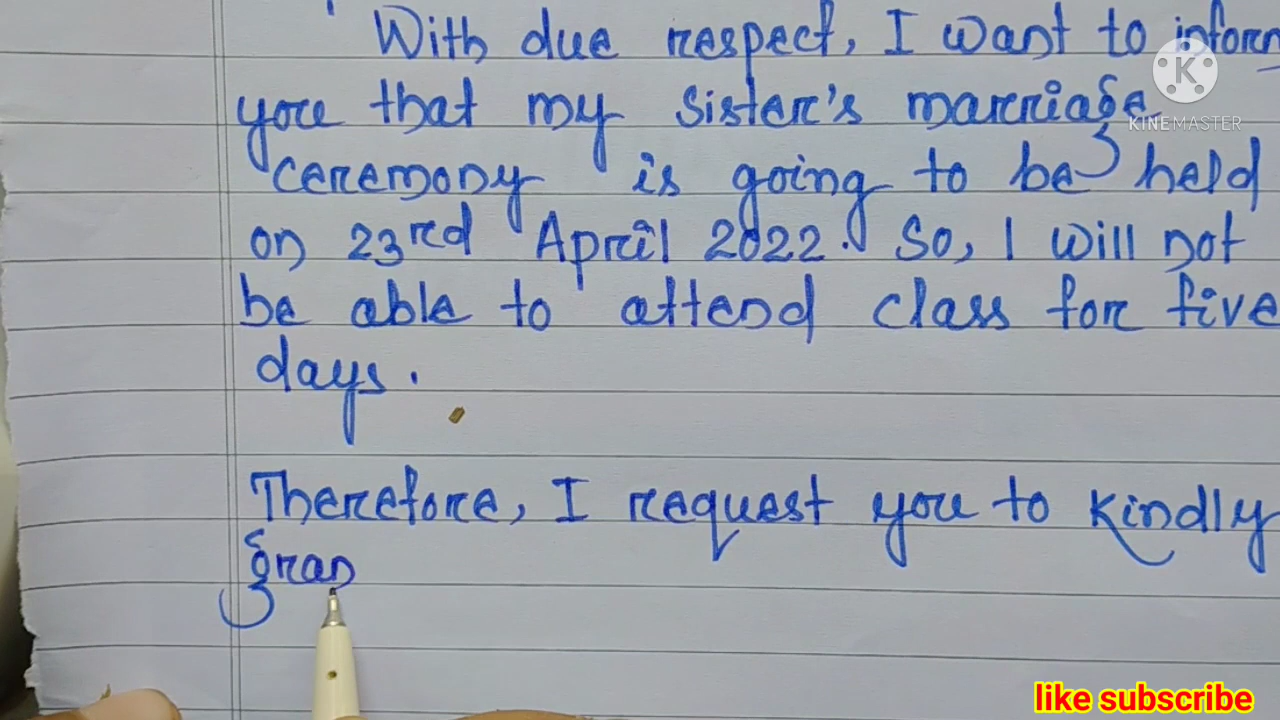 With due respect, I want to inform
you that my sister's marriage
ceremony is going to be held
on 23rd April 2022. So, I will not
be able to attend class for five
days.
Therefore, I request you to kindly
gran
KINEMASTER
like subscribe